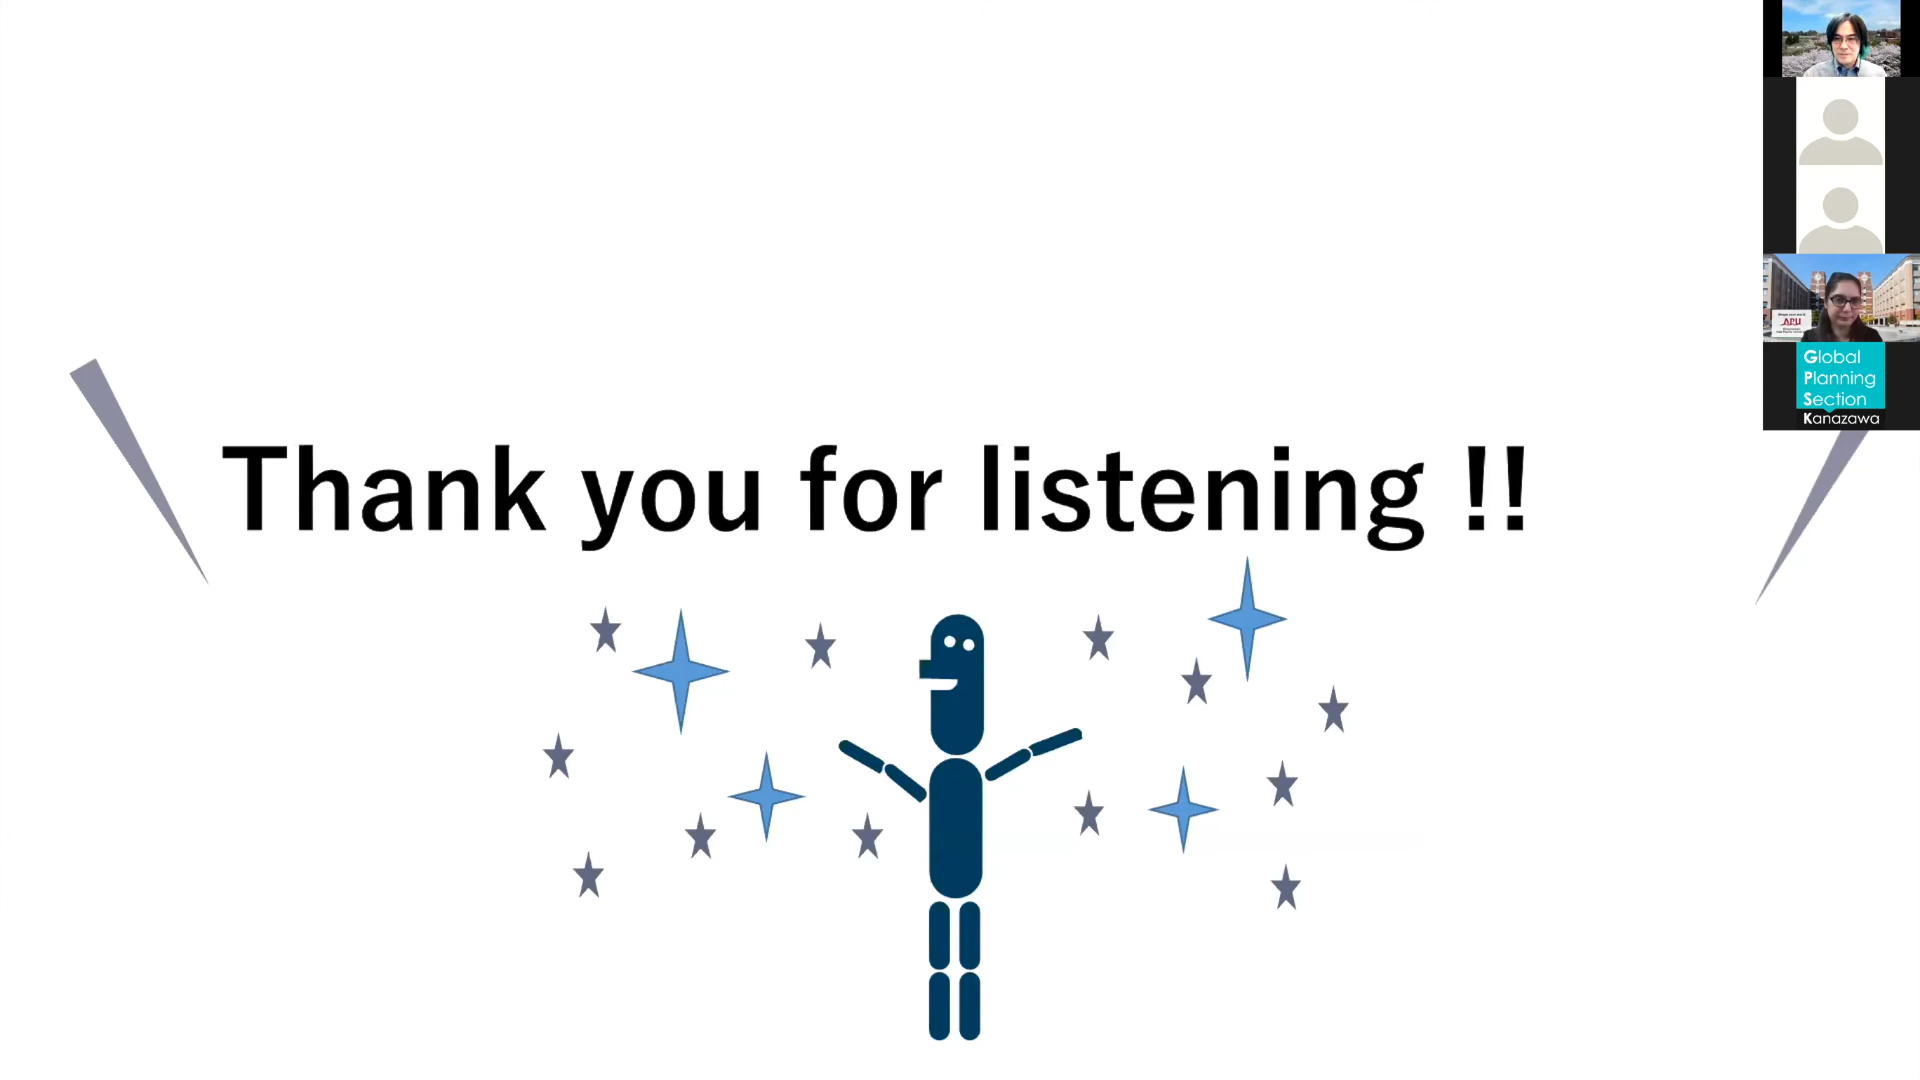 Thank you for listening !!
APU
Global
Planning
Section
Kanazawa